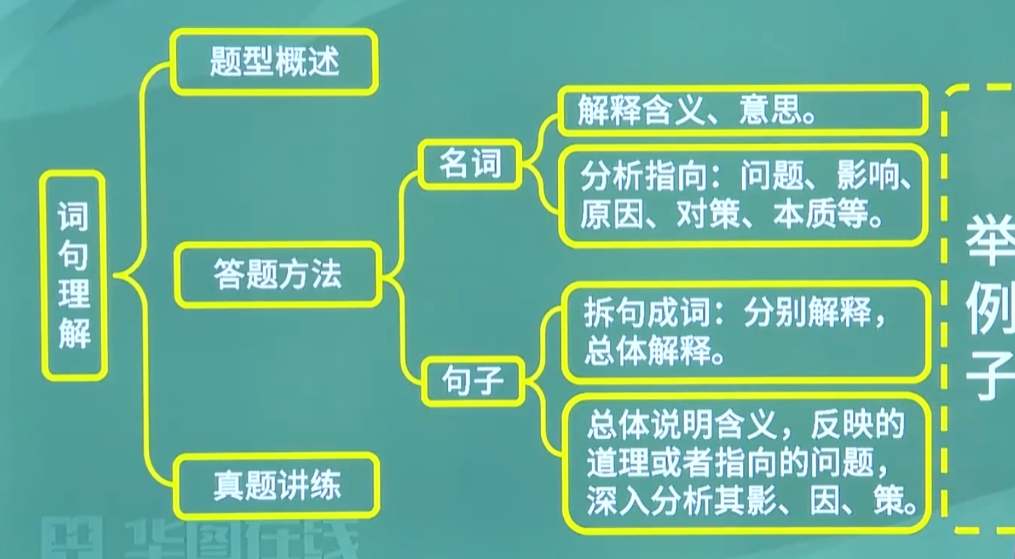 题型概述
解释含义、意思。
名词
分析指向：问题、影响、
原因、对策、本质等。
词句理解
答题方法
举例子
拆句成词：分别解释，
总体解释。
句子
总体说明含义，反映的
道理或者指向的问题，
深入分析其影、因、策。
真题讲练
华图在线